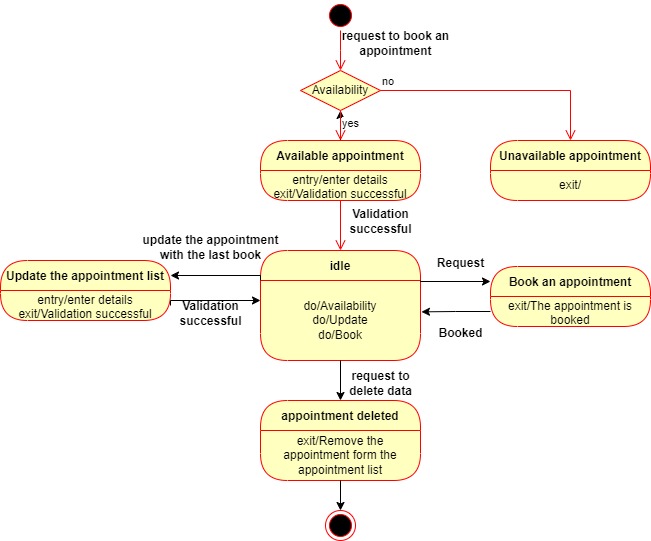 request to book an
appointment
Availability
no
yes
Available appointment
entry/enter details
exit/Validation successful
Unavailable appointment
exit/
Validation
successful
update the appointment
with the last book
Update the appointment list
entry/enter details
exit/Validation successful
Validation
successful
idle
do/Availability
do/Update
do/Book
Request
Book an appointment
exit/The appointment is
booked
Booked
request to
delete data
appointment deleted
exit/Remove the
appointment form the
appointment list